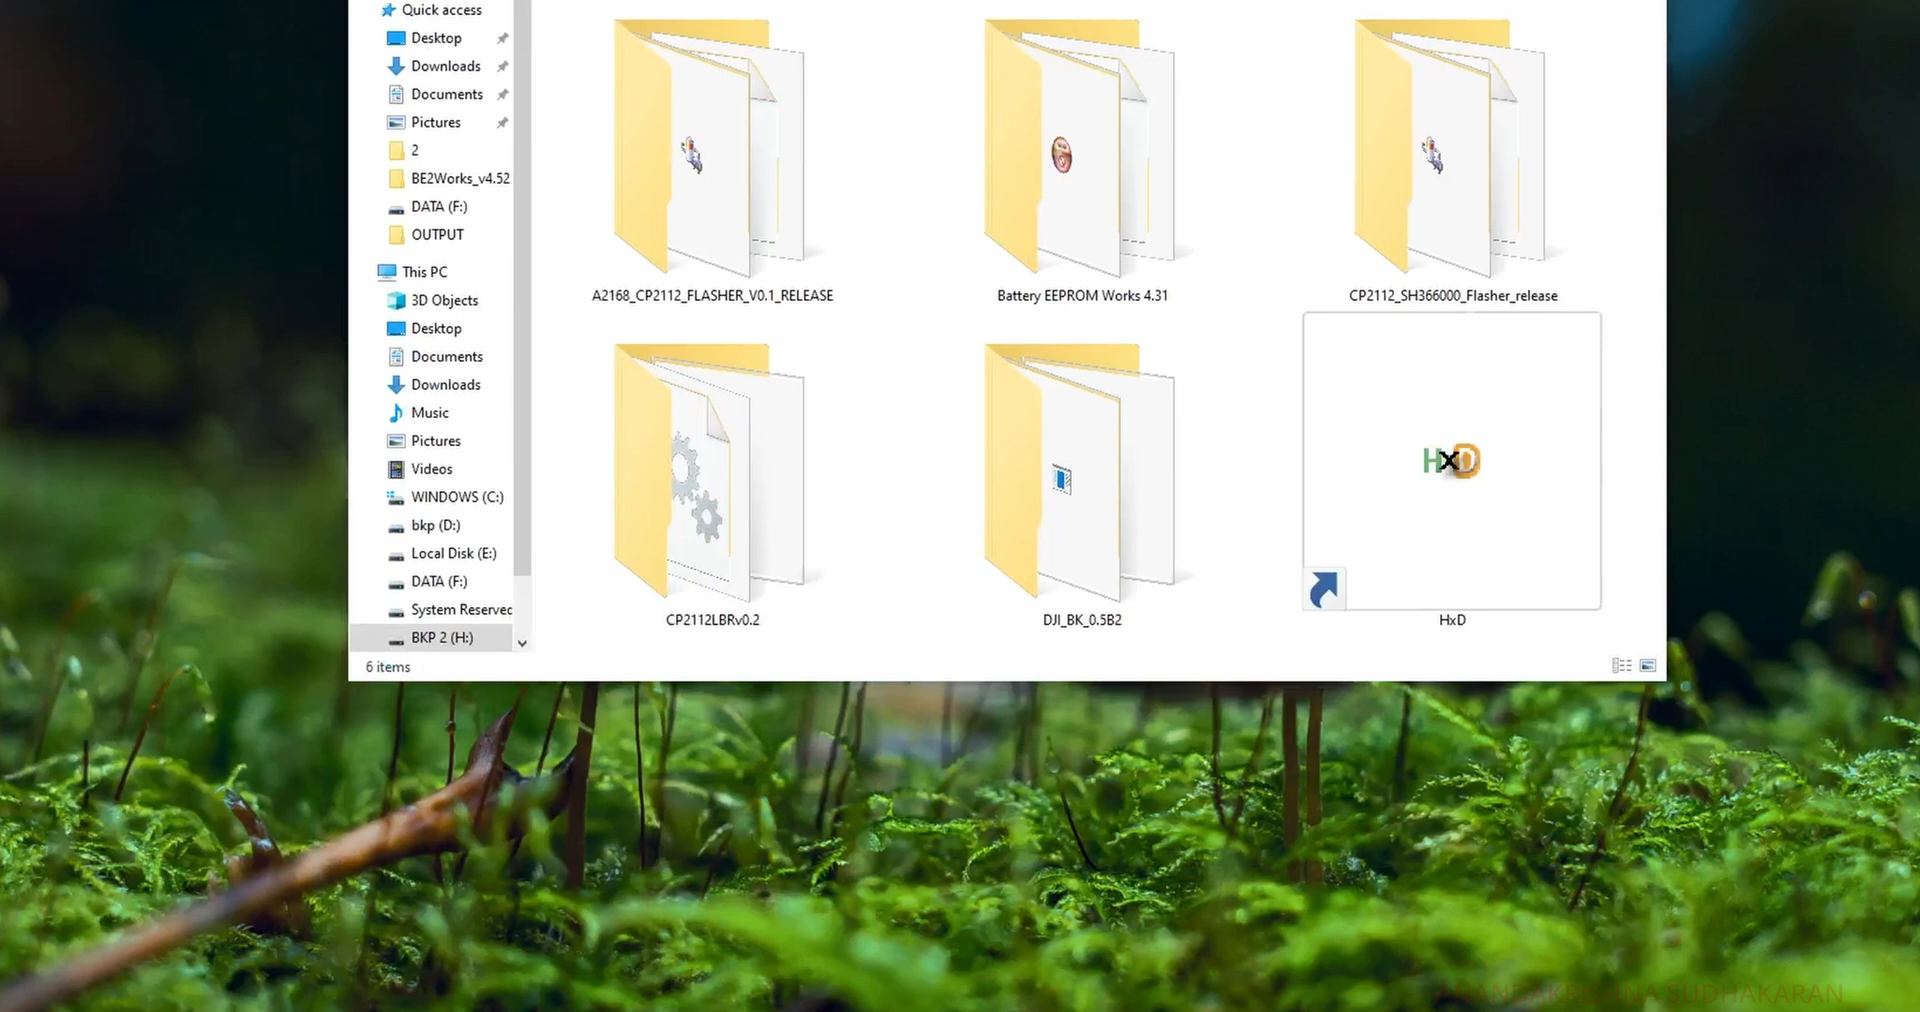 Quick access
Desktop
Downloads
Documents
Pictures
2
BE2Works_v4.52
DATA (F:)
OUTPUT
This PC
3D Objects
Desktop
Documents
Downloads
Music
Pictures
Videos
WINDOWS (C:)
bkp (D:)
Local Disk (E:)
DATA (F:)
System Reserved
BKP 2 (H:)
6 items
A2168_CP2112_FLASHER_V0.1_RELEASE
Battery EEPROM Works 4.31
CP2112_SH366000_Flasher_release
CP2112LBRv0.2
DJI_BK_0.5B2
HxD
HxD
SUDHAKARAN